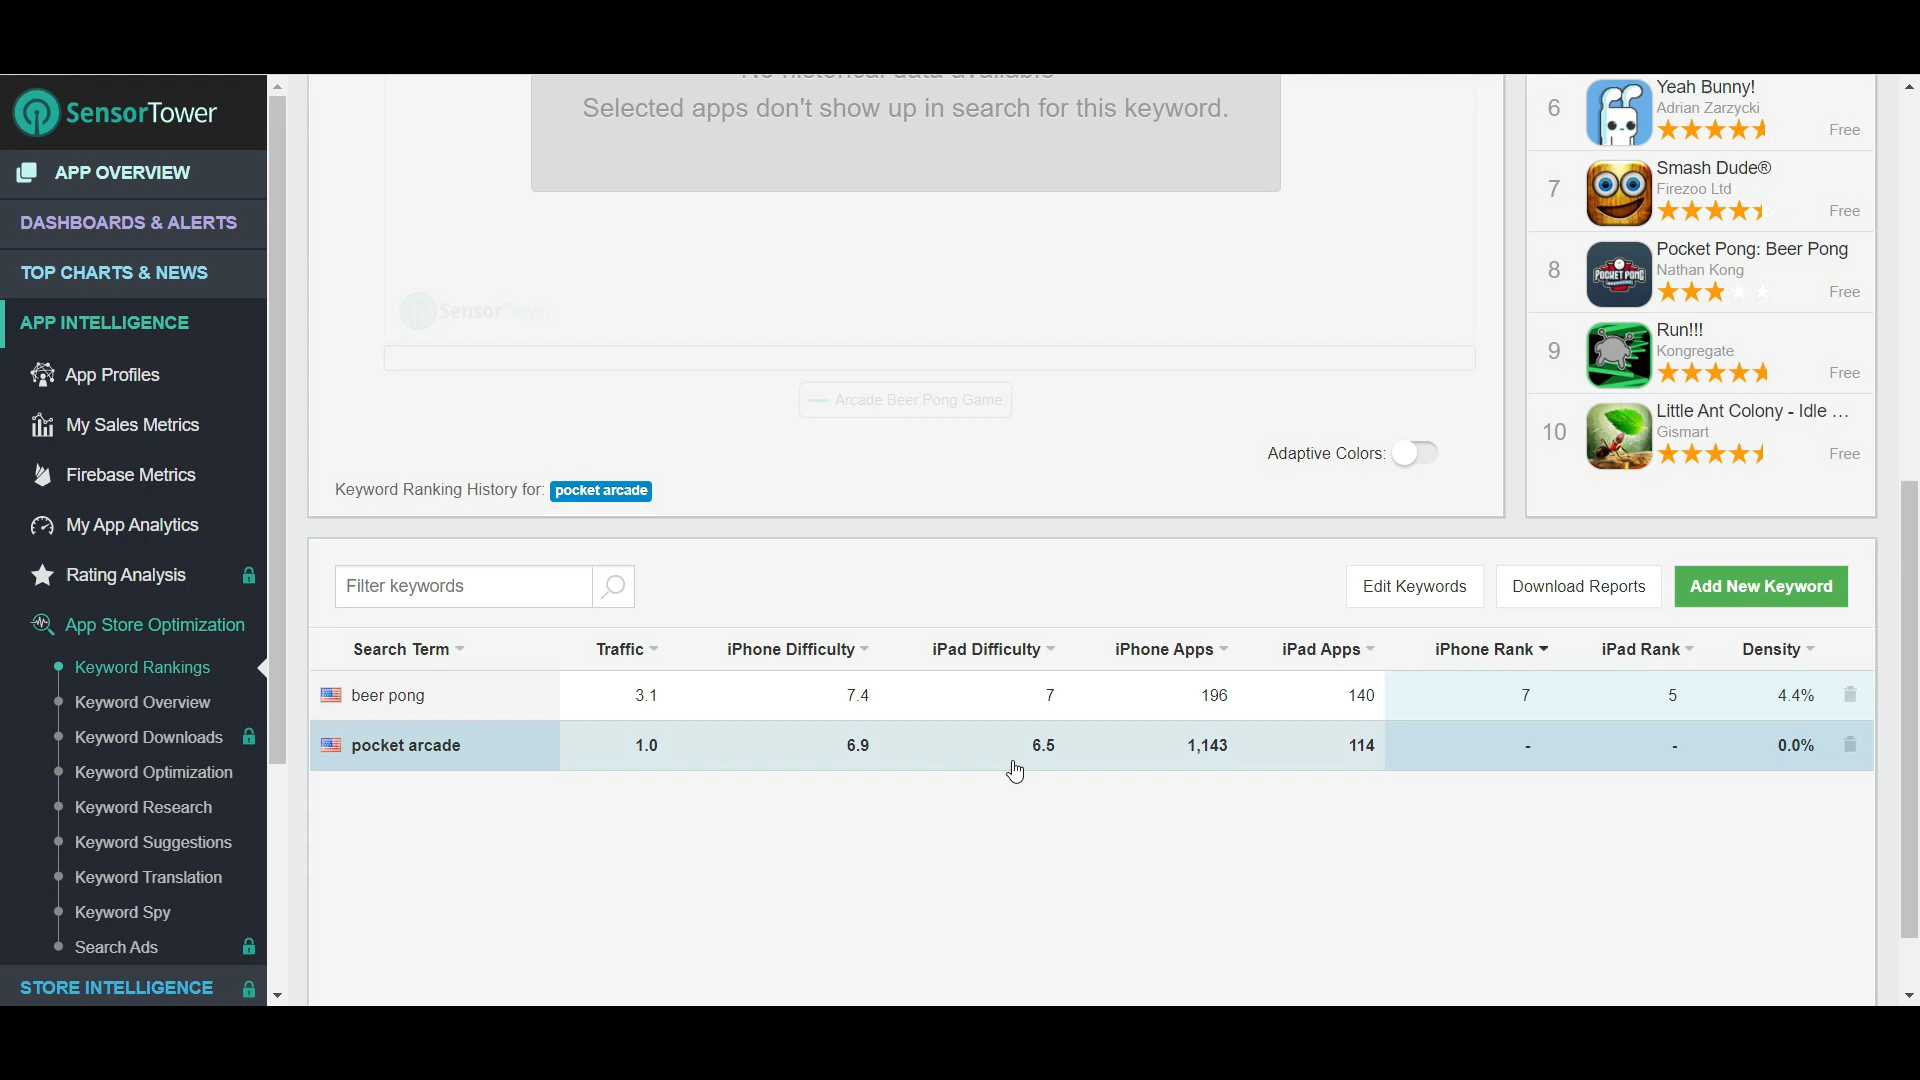 SensorTower
APP OVERVIEW
DASHBOARDS & ALERTS
TOP CHARTS & NEWS
APP INTELLIGENCE
App Profiles
My Sales Metrics
Firebase Metrics
My App Analytics
Rating Analysis
App Store Optimization
Keyword Rankings
Keyword Overview
Keyword Downloads
Keyword Optimization
Keyword Research
Keyword Suggestions
Keyword Translation
Keyword Spy
Search Ads
STORE INTELLIGENCE
No historical data available
Selected apps don't show up in search for this keyword.
SensorTower
Arcade Beer Pong Game
Adaptive Colors:
Keyword Ranking History for: pocket arcade
6 Yeah Bunny!
Adrian Zarzycki
Free
7 Smash Dude®
Firezoo Ltd
Free
8 Pocket Pong: Beer Pong
POCKET PONG
Nathan Kong
Free
9 Run!!!
Kongregate
Free
10 Little Ant Colony - Idle ...
Gismart
Free
Filter keywords
Edit Keywords
Download Reports
Add New Keyword
Search Term Traffic iPhone Difficulty iPad Difficulty iPhone Apps iPad Apps iPhone Rank iPad Rank Density
beer pong 3.1 7.4 7 196 140 7 5 4.4%
pocket arcade 1.0 6.9 6.5 1,143 114 - - 0.0%